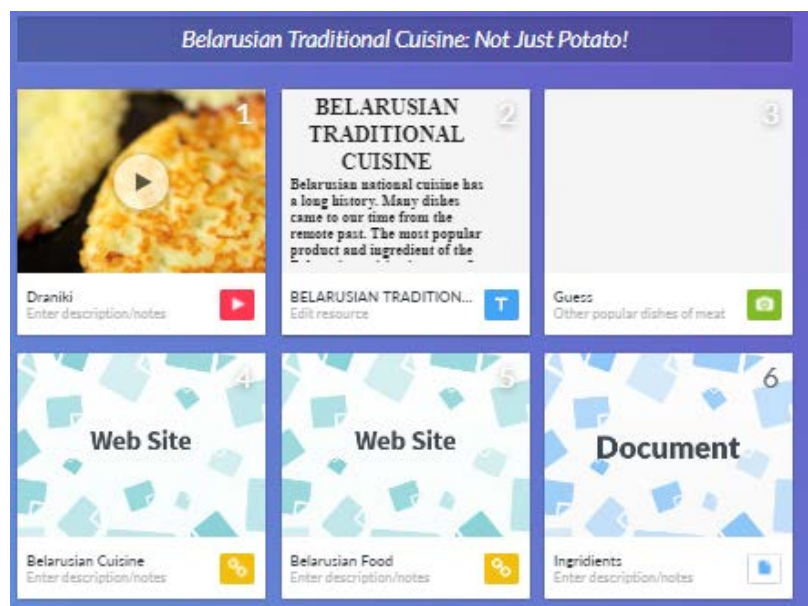 Belarusian Traditional Cuisine: Not Just Potato!
1
2
3
BELARUSIAN
TRADITIONAL
CUISINE
Belarusian national cuisine has
a long history. Many dishes
came to our time from the
remote past. The most popular
product and ingredient of the
Draniki
Enter description/notes
BELARUSIAN TRADITION...
T
Edit resource
Guess
Other popular dishes of meat
4
5
6
Web Site
Web Site
Document
Belarusian Cuisine
Enter description/notes
Belarusian Food
Enter description/notes
Ingridients
Enter description/notes